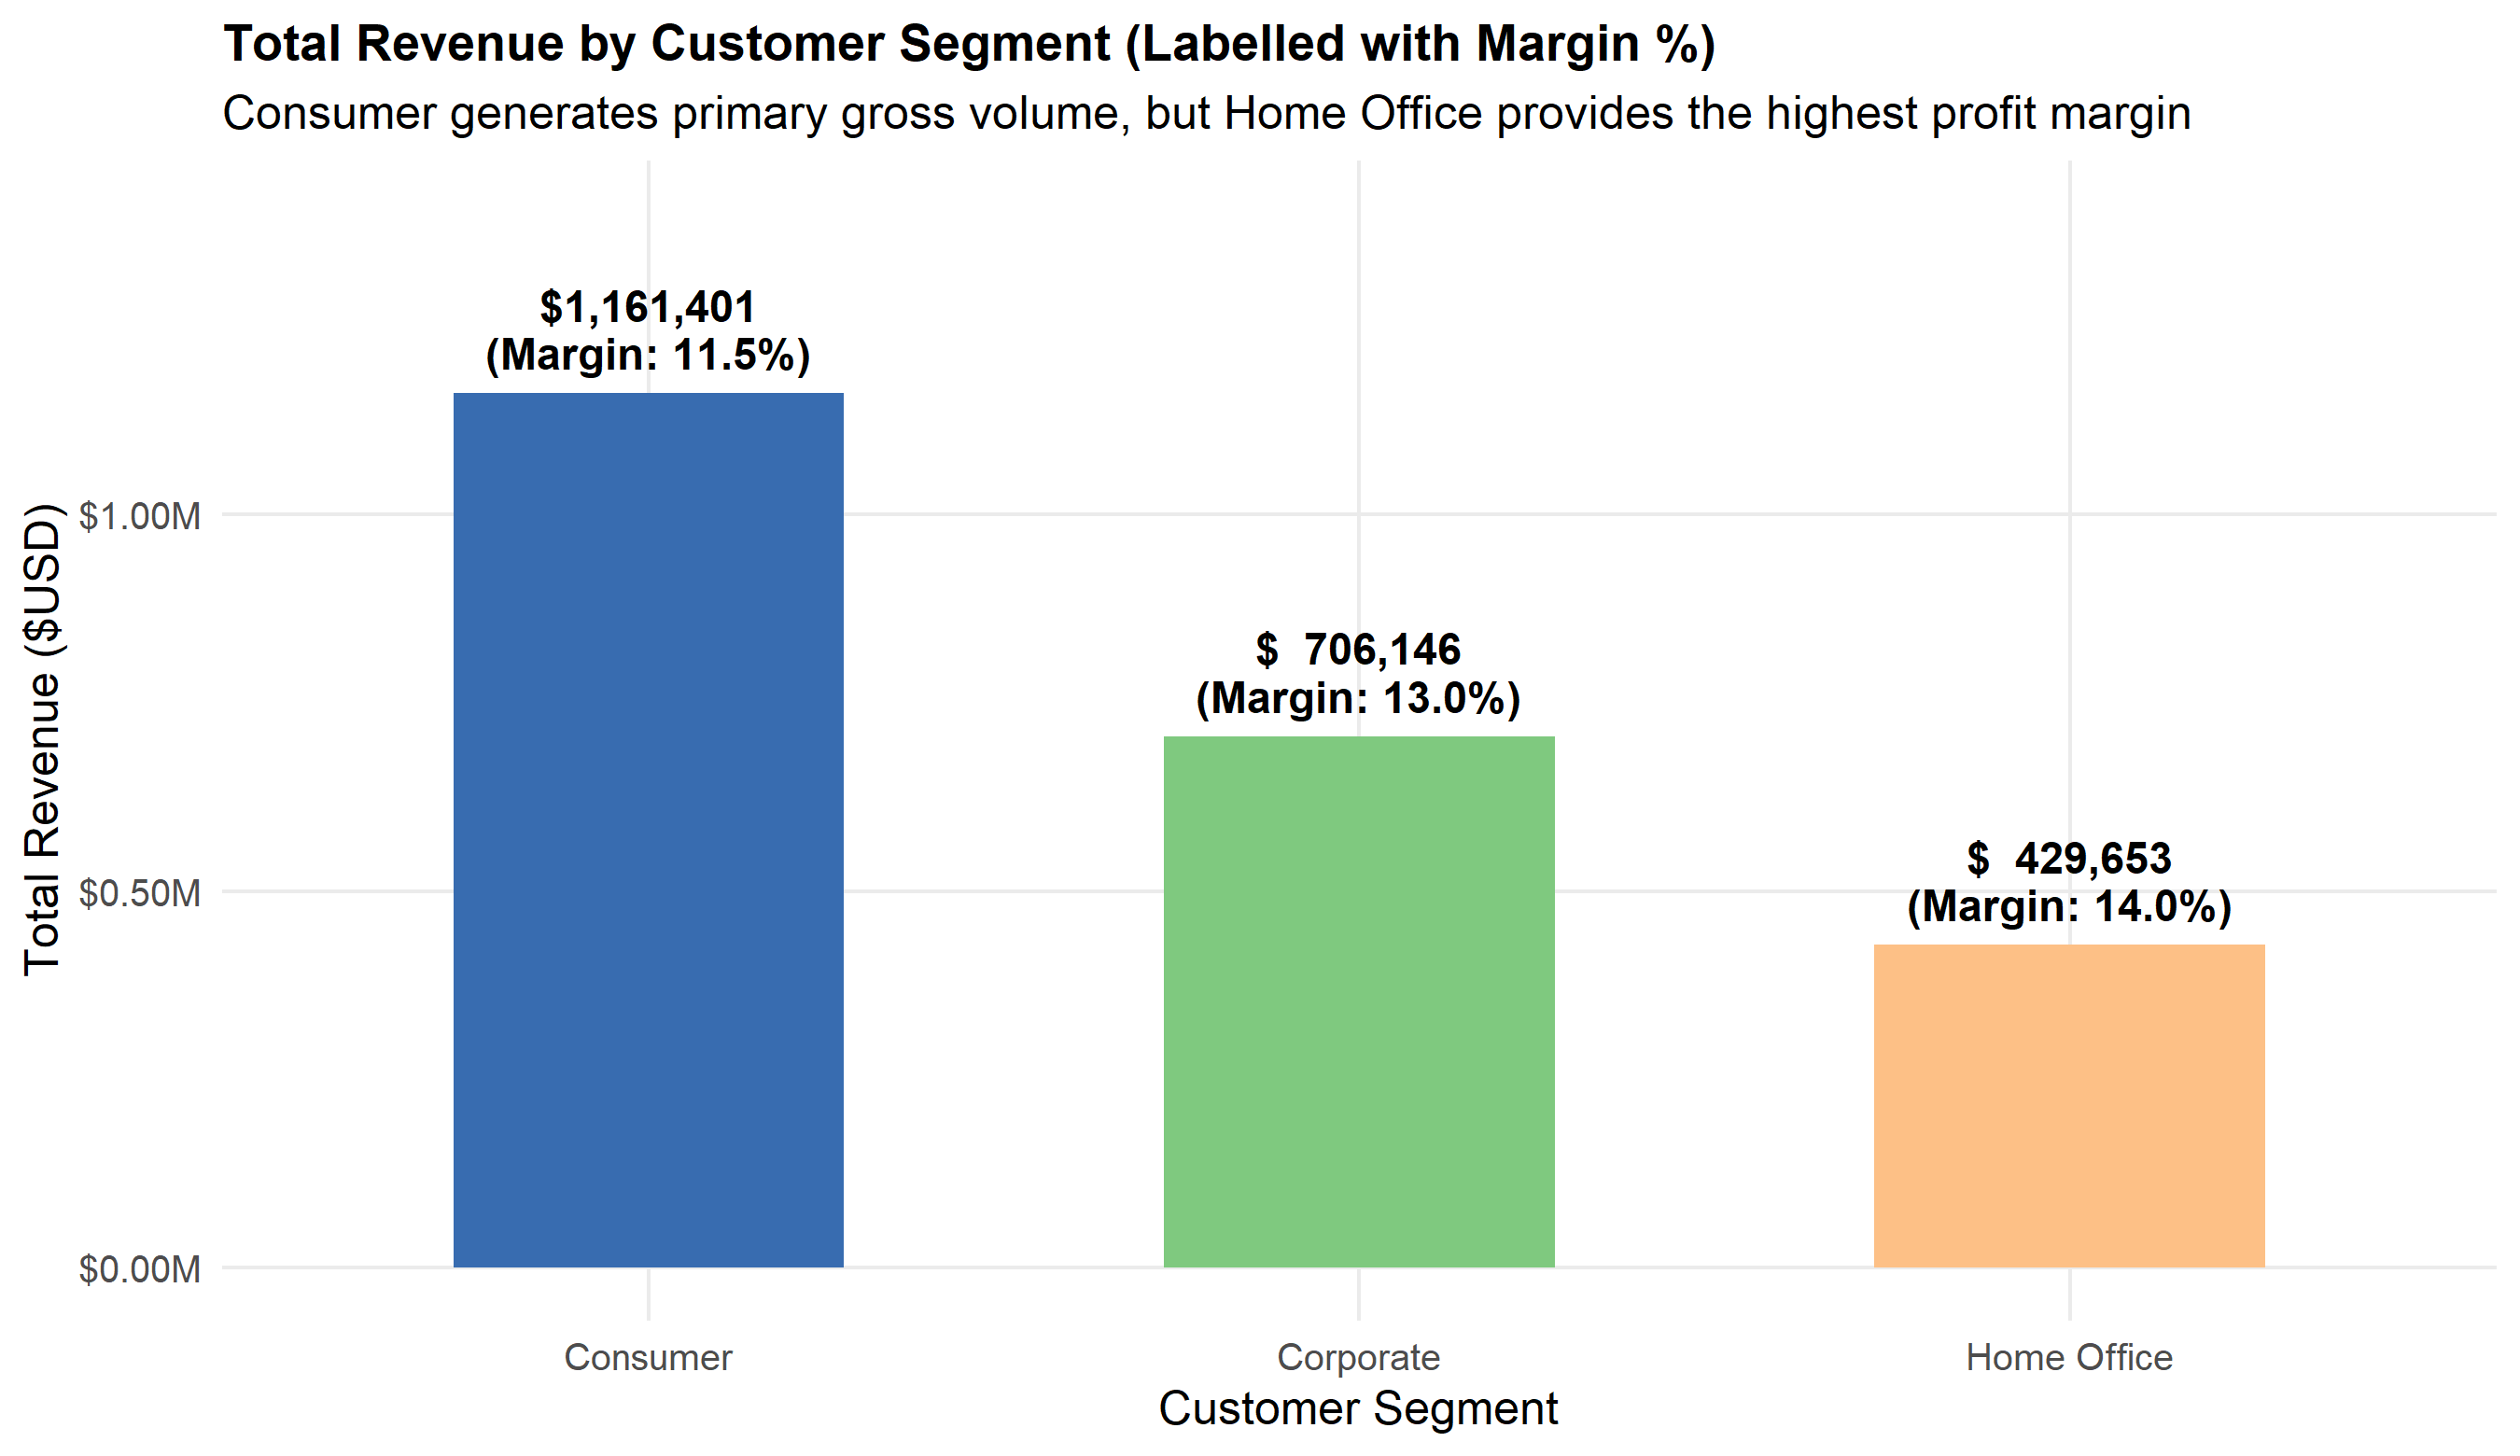 Total Revenue by Customer Segment (Labelled with Margin %)
Consumer generates primary gross volume, but Home Office provides the highest profit margin
Total Revenue ($USD)
$1.00M
$0.50M
$0.00M
$1,161,401
(Margin: 11.5%)
$  706,146
(Margin: 13.0%)
$  429,653
(Margin: 14.0%)
Consumer
Corporate
Home Office
Customer Segment